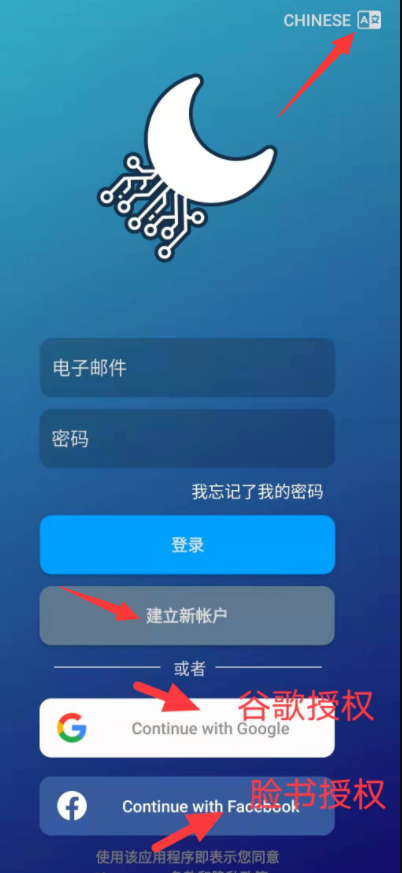 CHINESE
电子邮件
密码
我忘记了我的密码
登录
建立新帐户
或者
谷歌授权
Continue with Google
脸书授权
Continue with Facebook
使用该应用程序即表示您同意